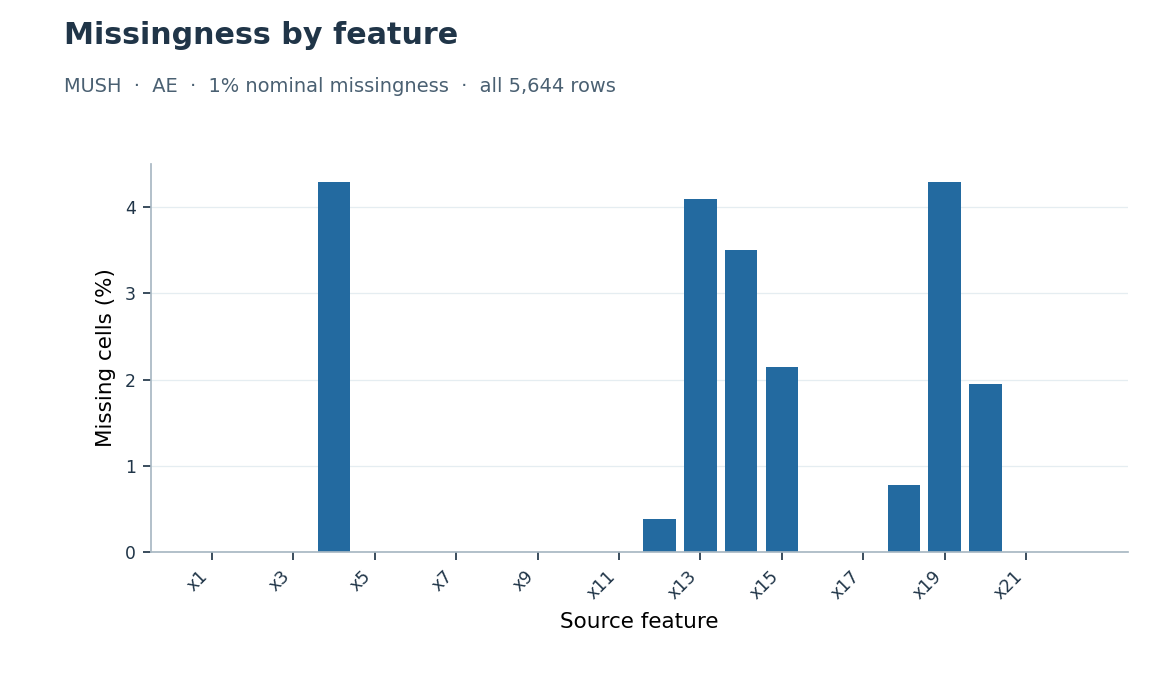 Missingness by feature
MUSH · AE · 1% nominal missingness · all 5,644 rows
Missing cells (%)
4
3
2
1
0
x1 x3 x5 x7 x9 x11 x13 x15 x17 x19 x21
Source feature